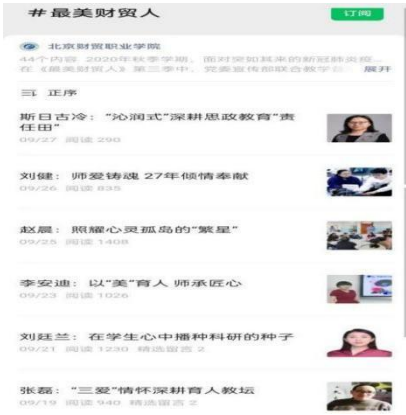 #最美财贸人
订阅
北京财贸职业学院
44个内容 2020年秋季学期，面对突如其来的新冠肺炎疫...
在《最美财贸人》第三季中，党委宣传部联合教学 展开
正序
斯日古冷：“沁润式”深耕思政教育“责
任田”
09/27 阅读 290
刘健：师爱铸魂 27年倾情奉献
09/26 阅读 835
赵晨：照耀心灵孤岛的“繁星”
09/25 阅读 1408
李安迪：以“美”育人 师承匠心
09/23 阅读 1026
刘廷兰：在学生心中播种科研的种子
09/21 阅读 1230 精选留言 2
张磊：“三爱”情怀深耕育人教坛
09/19 阅读 940 精选留言 2